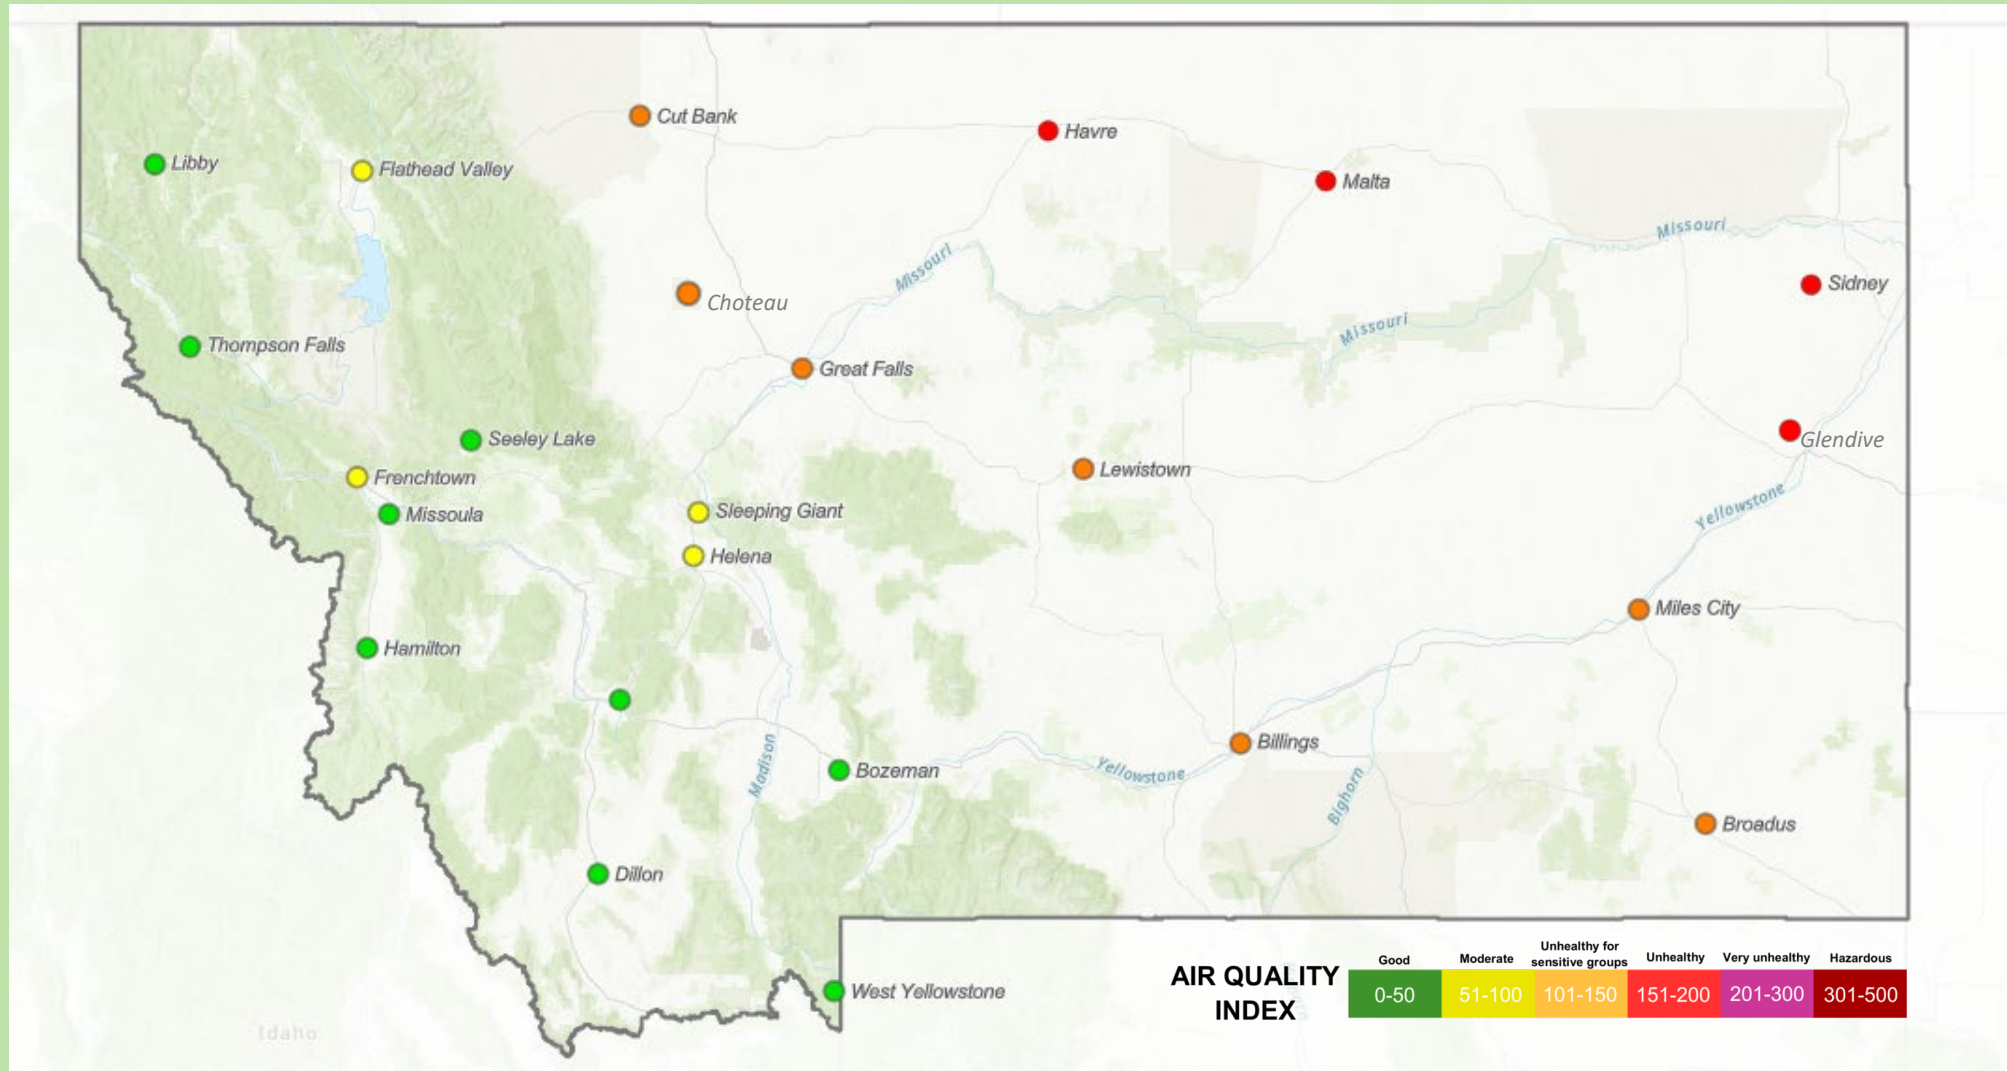 Cut Bank
Havre
Libby
Flathead Valley
Malta
Missouri
Missouri
Sidney
Choteau
Missouri
Thompson Falls
Great Falls
Seeley Lake
Glendive
Lewistown
Frenchtown
Yellowstone
Missoula
Sleeping Giant
Helena
Miles City
Hamilton
Madison
Billings
Bozeman
Yellowstone
Bighorn
Broadus
Dillon
West Yellowstone
Idaho
AIR QUALITY
INDEX
Good
Moderate
Unhealthy for
sensitive groups
Unhealthy
Very unhealthy
Hazardous
0-50
51-100
101-150
151-200
201-300
301-500